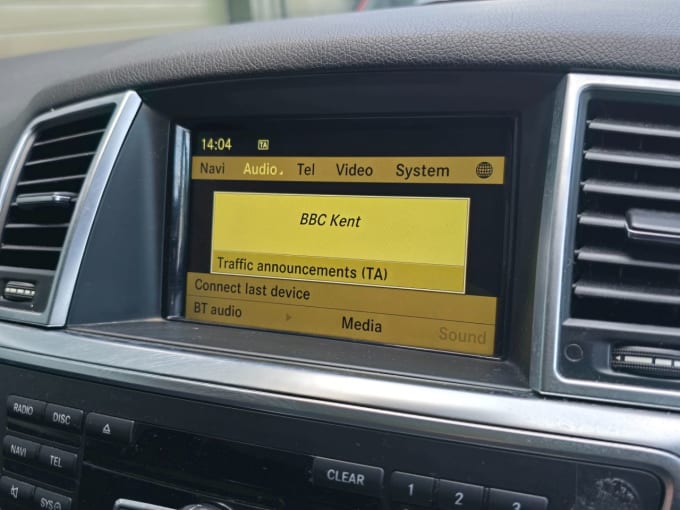 14:04 TA
Navi Audio Tel Video System
BBC Kent
Traffic announcements (TA)
Connect last device
BT audio Media Sound
RADIO DISC
NAVI TEL
SYS
CLEAR 1 2 3